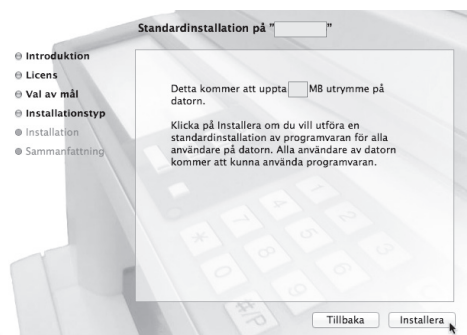 Standardinstallation på " "
Introduktion
Licens
Val av mål
Installationstyp
Installation
Sammanfattning
Detta kommer att uppta MB utrymme på
datorn.
Klicka på Installera om du vill utföra en
standardinstallation av programvaran för alla
användare på datorn. Alla användare av datorn
kommer att kunna använda programvaran.
Tillbaka Installera